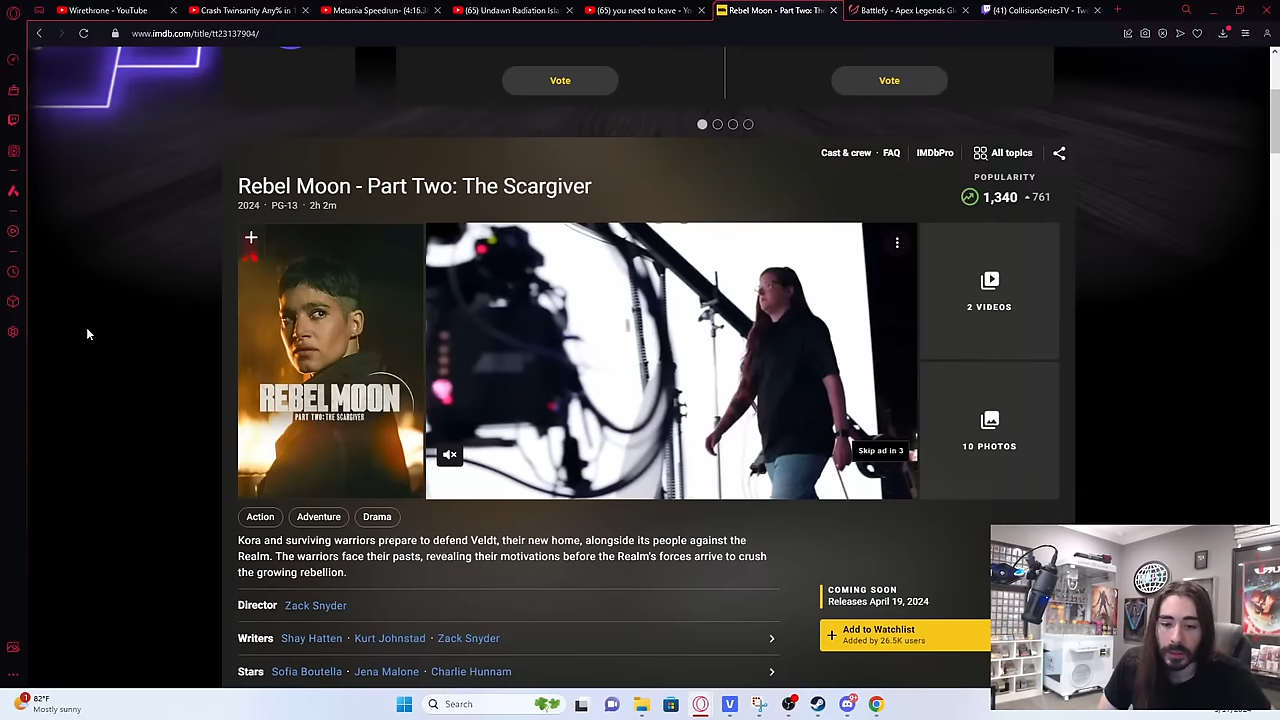 Wirethrone - YouTube
Crash Twinsanity Any% in 1
Metania Speedrun- (4:16.3
(65) Undawn Radiation Isla
(65) you need to leave - Yo
Rebel Moon - Part Two: The
Battlefy - Apex Legends Gl
(41) CollisionSeriesTV - Tw
www.imdb.com/title/tt23137904/
Vote
Vote
Cast & crew · FAQ
IMDbPro
All topics
Rebel Moon - Part Two: The Scargiver
2024 · PG-13 · 2h 2m
POPULARITY
1,340
761
REBEL MOON
PART TWO: THE SCARGIVER
Skip ad in 3
2 VIDEOS
10 PHOTOS
Action
Adventure
Drama
Kora and surviving warriors prepare to defend Veldt, their new home, alongside its people against the
Realm. The warriors face their pasts, revealing their motivations before the Realm's forces arrive to crush
the growing rebellion.
Director Zack Snyder
Writers Shay Hatten · Kurt Johnstad · Zack Snyder
Stars Sofia Boutella · Jena Malone · Charlie Hunnam
COMING SOON
Releases April 19, 2024
Add to Watchlist
Added by 26.5K users
82°F
Mostly sunny
Search